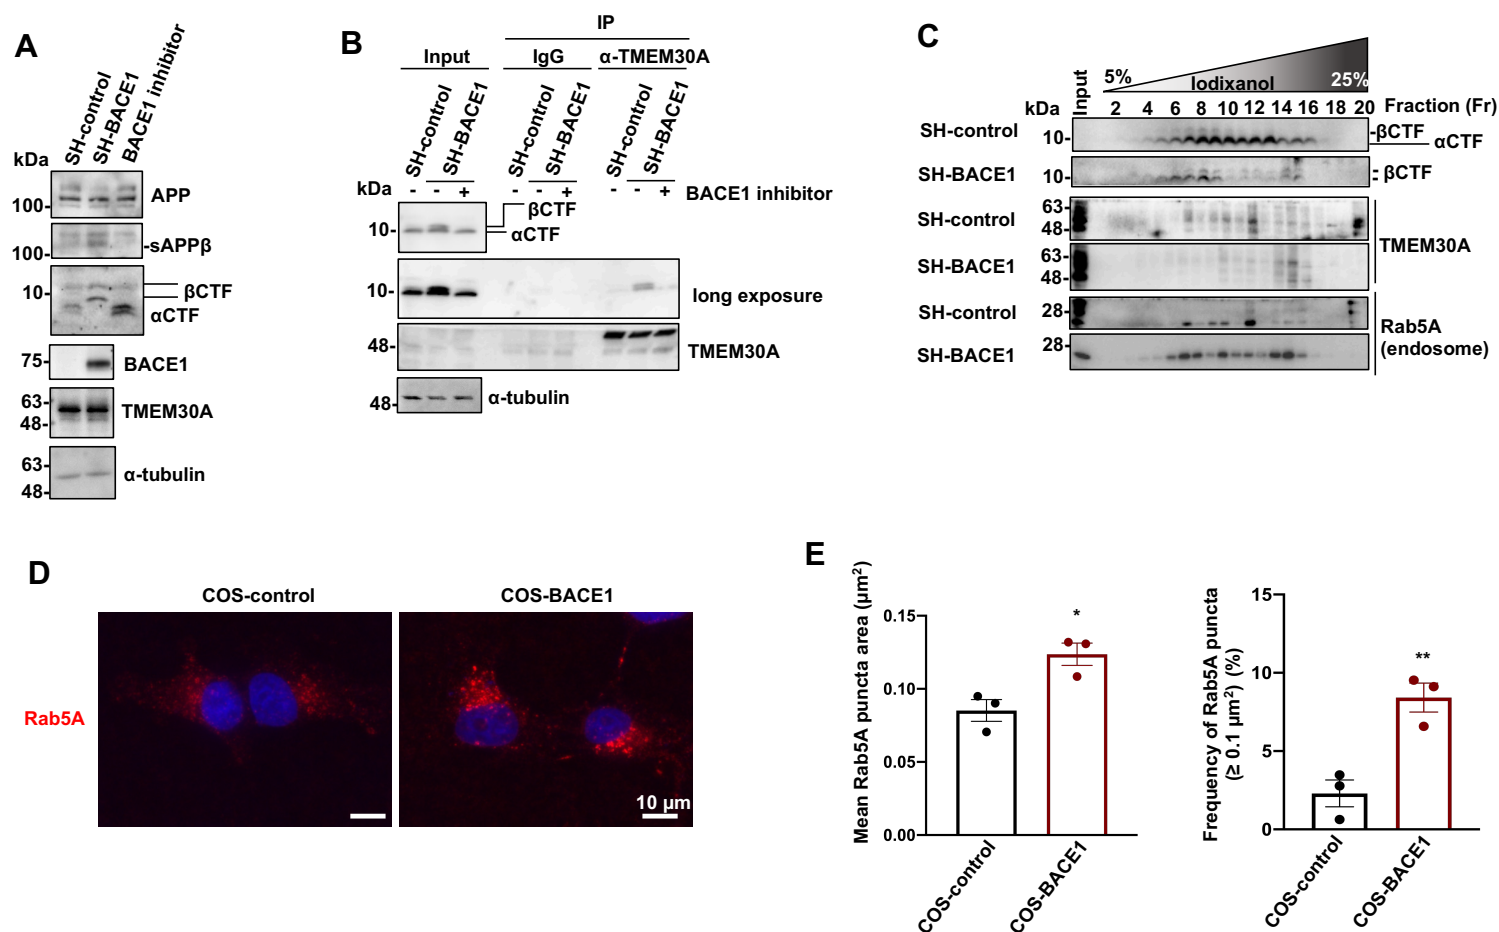 A
SH-control
SH-BACE1
BACE1 inhibitor
kDa
100-
APP
100-
-sAPPβ
10-
βCTF
αCTF
75-
BACE1
63-
48-
TMEM30A
63-
48-
α-tubulin
B
IP
Input
IgG
α-TMEM30A
SH-control
SH-BACE1
SH-control
SH-BACE1
SH-control
SH-BACE1
kDa
- - + - - + - - + BACE1 inhibitor
10-
βCTF
αCTF
10-
long exposure
48-
TMEM30A
48-
α-tubulin
C
Input
5%
Iodixanol
25%
kDa
2 4 6 8 10 12 14 16 18 20 Fraction (Fr)
SH-control
10-
-βCTF
αCTF
SH-BACE1
10-
βCTF
SH-control
63-
48-
TMEM30A
SH-BACE1
63-
48-
SH-control
28-
Rab5A
(endosome)
SH-BACE1
28-
D
COS-control
COS-BACE1
Rab5A
10 µm
E
Mean Rab5A puncta area (µm²)
0.15
0.10
0.05
0.00
*
COS-control
COS-BACE1
Frequency of Rab5A puncta
(≥ 0.1 µm²) (%)
15
10
5
0
**
COS-control
COS-BACE1